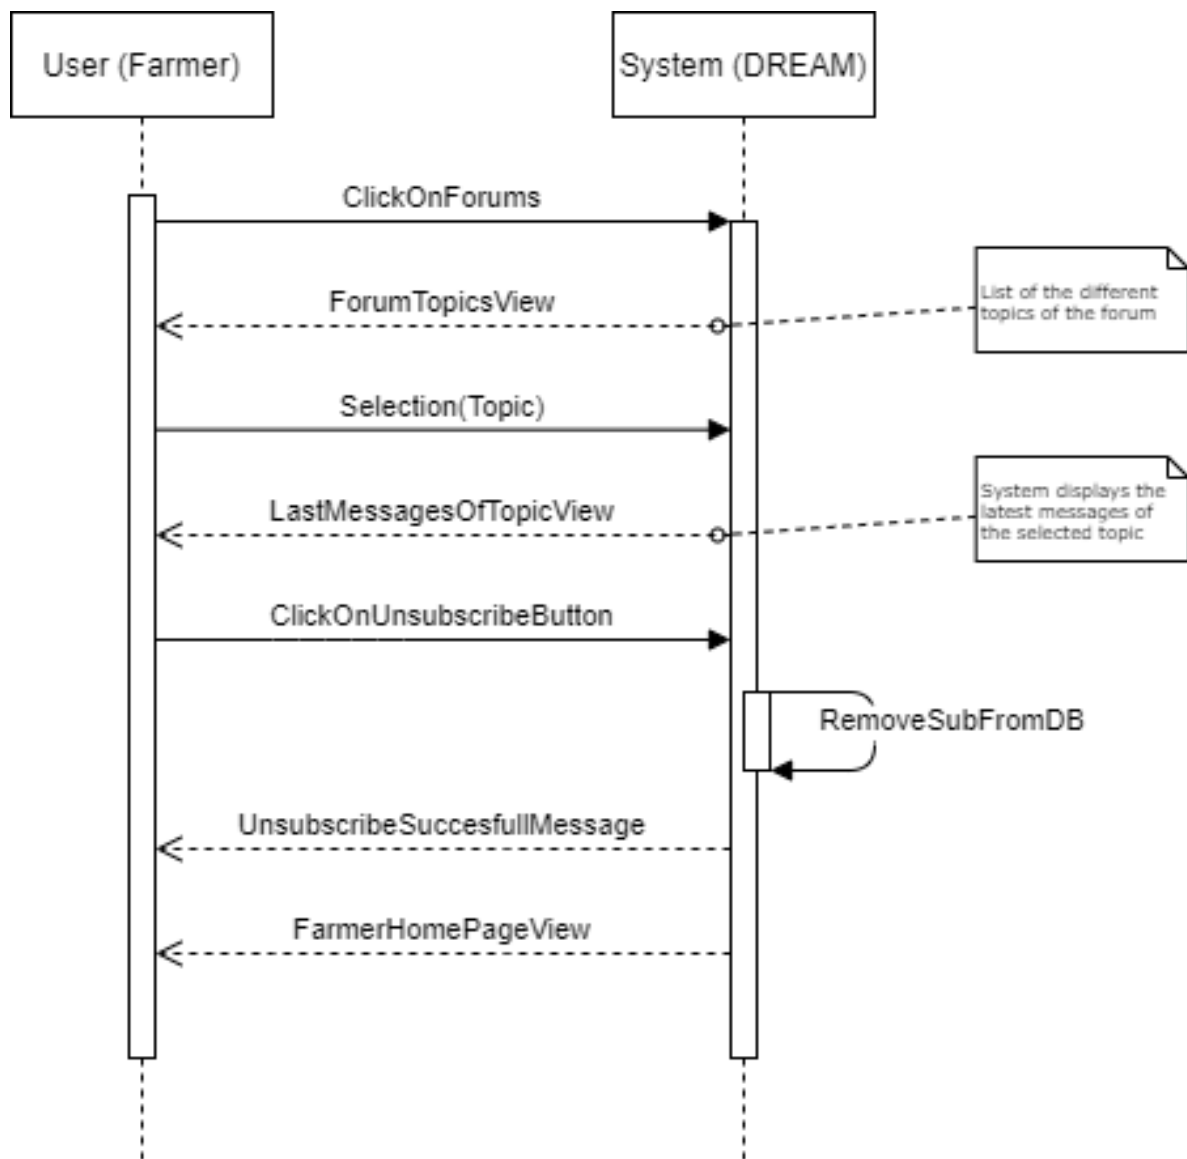 User (Farmer)
System (DREAM)
ClickOnForums
ForumTopicsView
List of the different
topics of the forum
Selection(Topic)
LastMessagesOfTopicView
System displays the
latest messages of
the selected topic
ClickOnUnsubscribeButton
RemoveSubFromDB
UnsubscribeSuccesfullMessage
FarmerHomePageView